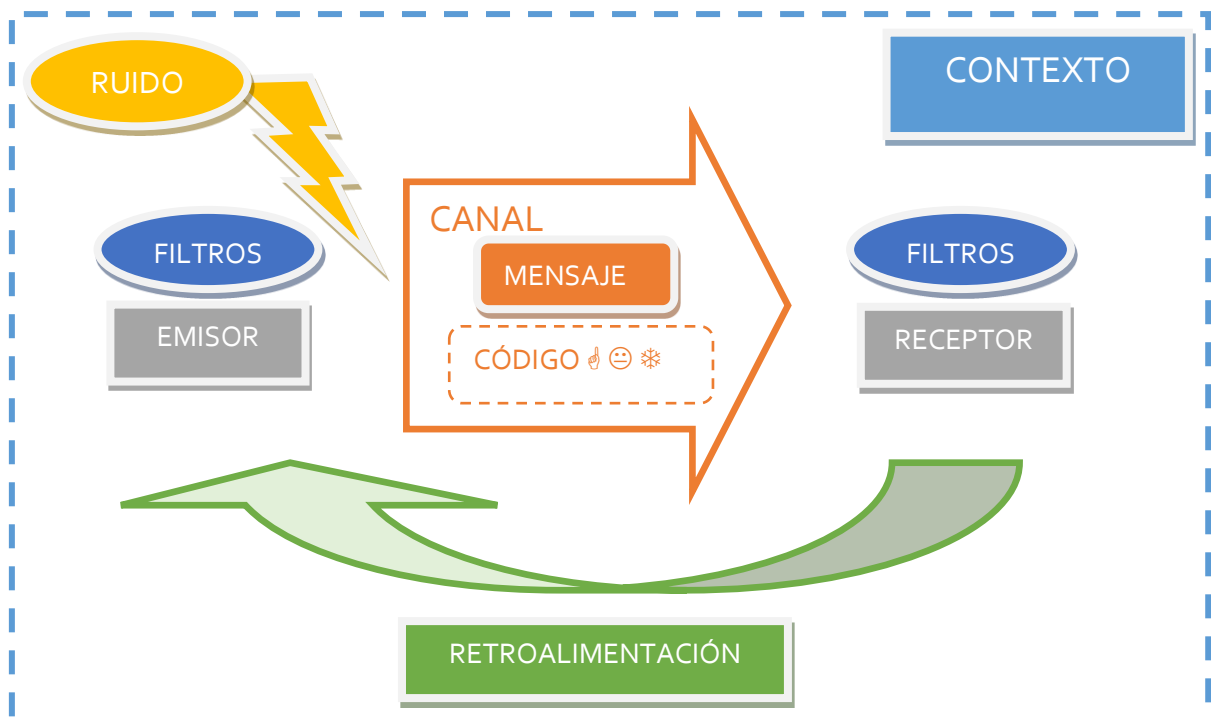 RUIDO
CONTEXTO
CANAL
FILTROS
MENSAJE
FILTROS
EMISOR
CÓDIGO ☝😐❄
RECEPTOR
RETROALIMENTACIÓN